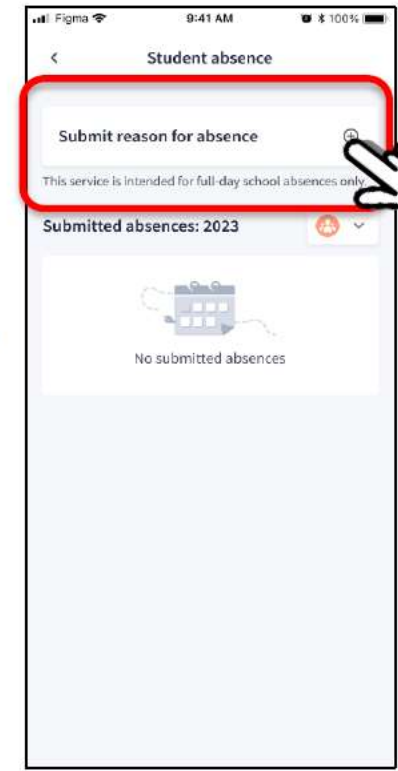 Figma 9:41 AM 100%
Student absence
Submit reason for absence
This service is intended for full-day school absences only.
Submitted absences: 2023
No submitted absences